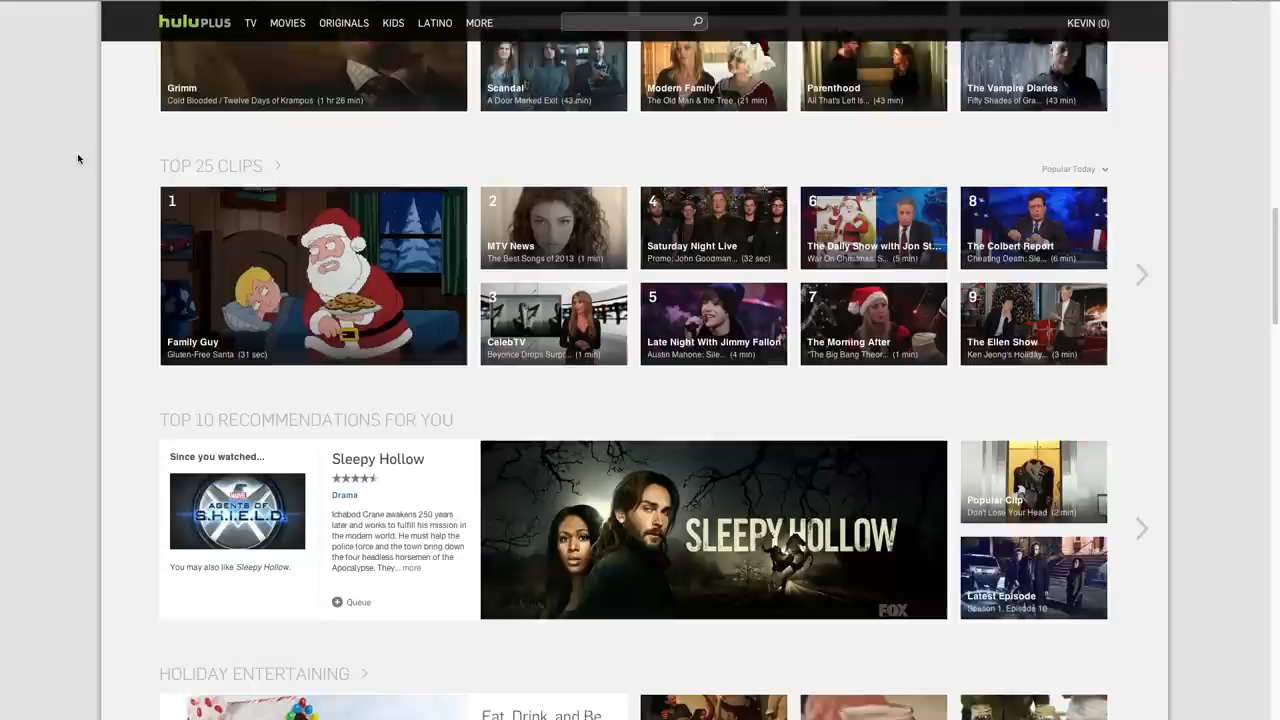 huluPLUS TV MOVIES ORIGINALS KIDS LATINO MORE KEVIN (0)
Grimm
Cold Blooded / Twelve Days of Krampus (1 hr 26 min)
Scandal
A Door Marked Exit (43 min)
Modern Family
The Old Man & the Tree (21 min)
Parenthood
All That's Left Is... (43 min)
The Vampire Diaries
Fifty Shades of Gra... (43 min)
TOP 25 CLIPS
Popular Today
1
Family Guy
Gluten-Free Santa (31 sec)
2
MTV News
The Best Songs of 2013 (1 min)
3
CelebTV
Beyoncé Drops Surpr... (1 min)
4
Saturday Night Live
Promo: John Goodman... (32 sec)
5
Late Night With Jimmy Fallon
Austin Mahone: Sile... (4 min)
6
The Daily Show with Jon St...
War On Christmas: S... (5 min)
7
The Morning After
"The Big Bang Theor... (1 min)
8
The Colbert Report
Cheating Death: Sle... (6 min)
9
The Ellen Show
Ken Jeong's Holiday... (3 min)
TOP 10 RECOMMENDATIONS FOR YOU
Since you watched...
MARVEL
AGENTS OF
S.H.I.E.L.D.
You may also like Sleepy Hollow.
Sleepy Hollow
Drama
Ichabod Crane awakens 250 years
later and works to fulfill his mission in
the modern world. He must help the
police force and the town bring down
the four headless horsemen of the
Apocalypse. They... more
Queue
SLEEPY HOLLOW
FOX
Popular Clip
Don't Lose Your Head (2 min)
Latest Episode
Season 1, Episode 10
HOLIDAY ENTERTAINING
Eat, Drink, and Be